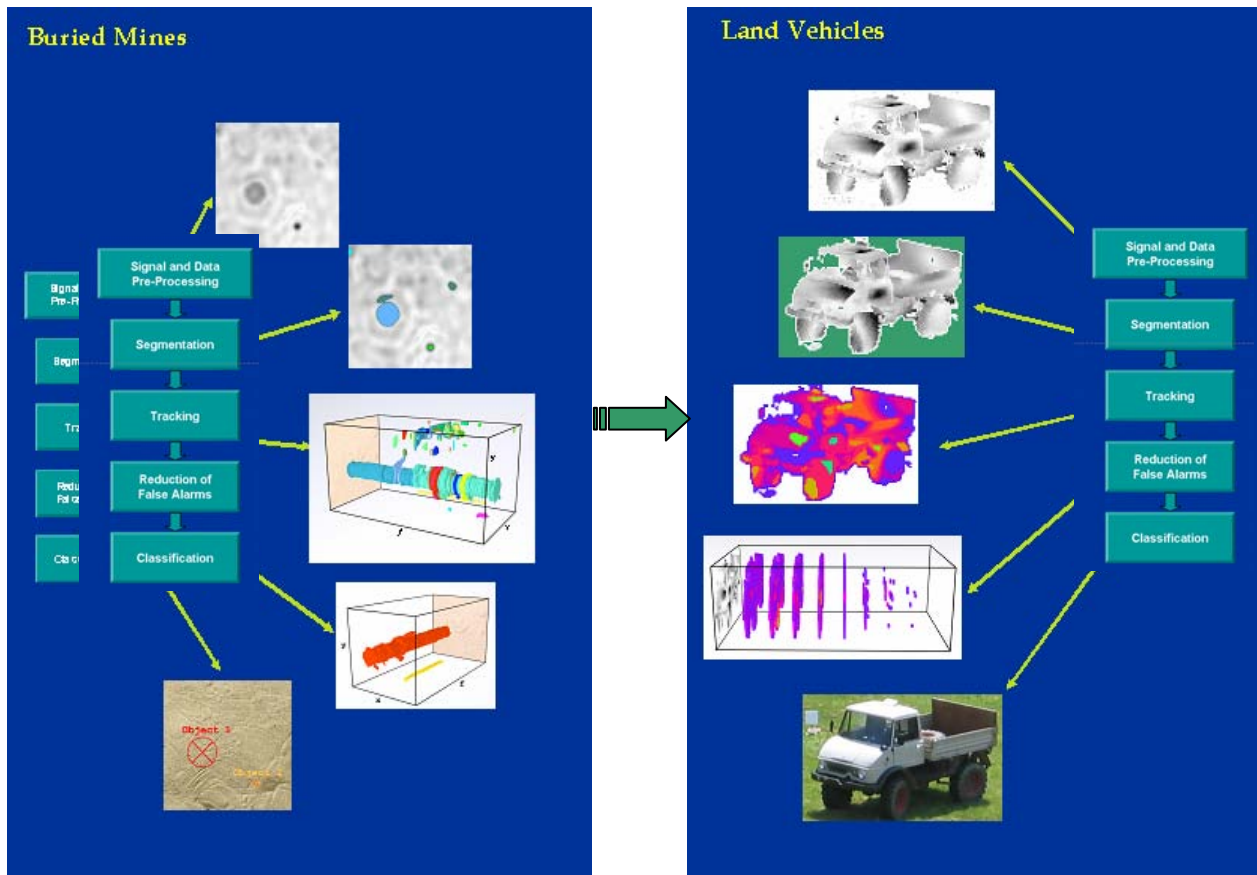 Buried Mines
Signal and Data
Pre-Processing
Segmentation
Tracking
Reduction of
False Alarms
Classification
y
f
x
y
f
Object 3
Land Vehicles
Signal and Data
Pre-Processing
Segmentation
Tracking
Reduction of
False Alarms
Classification